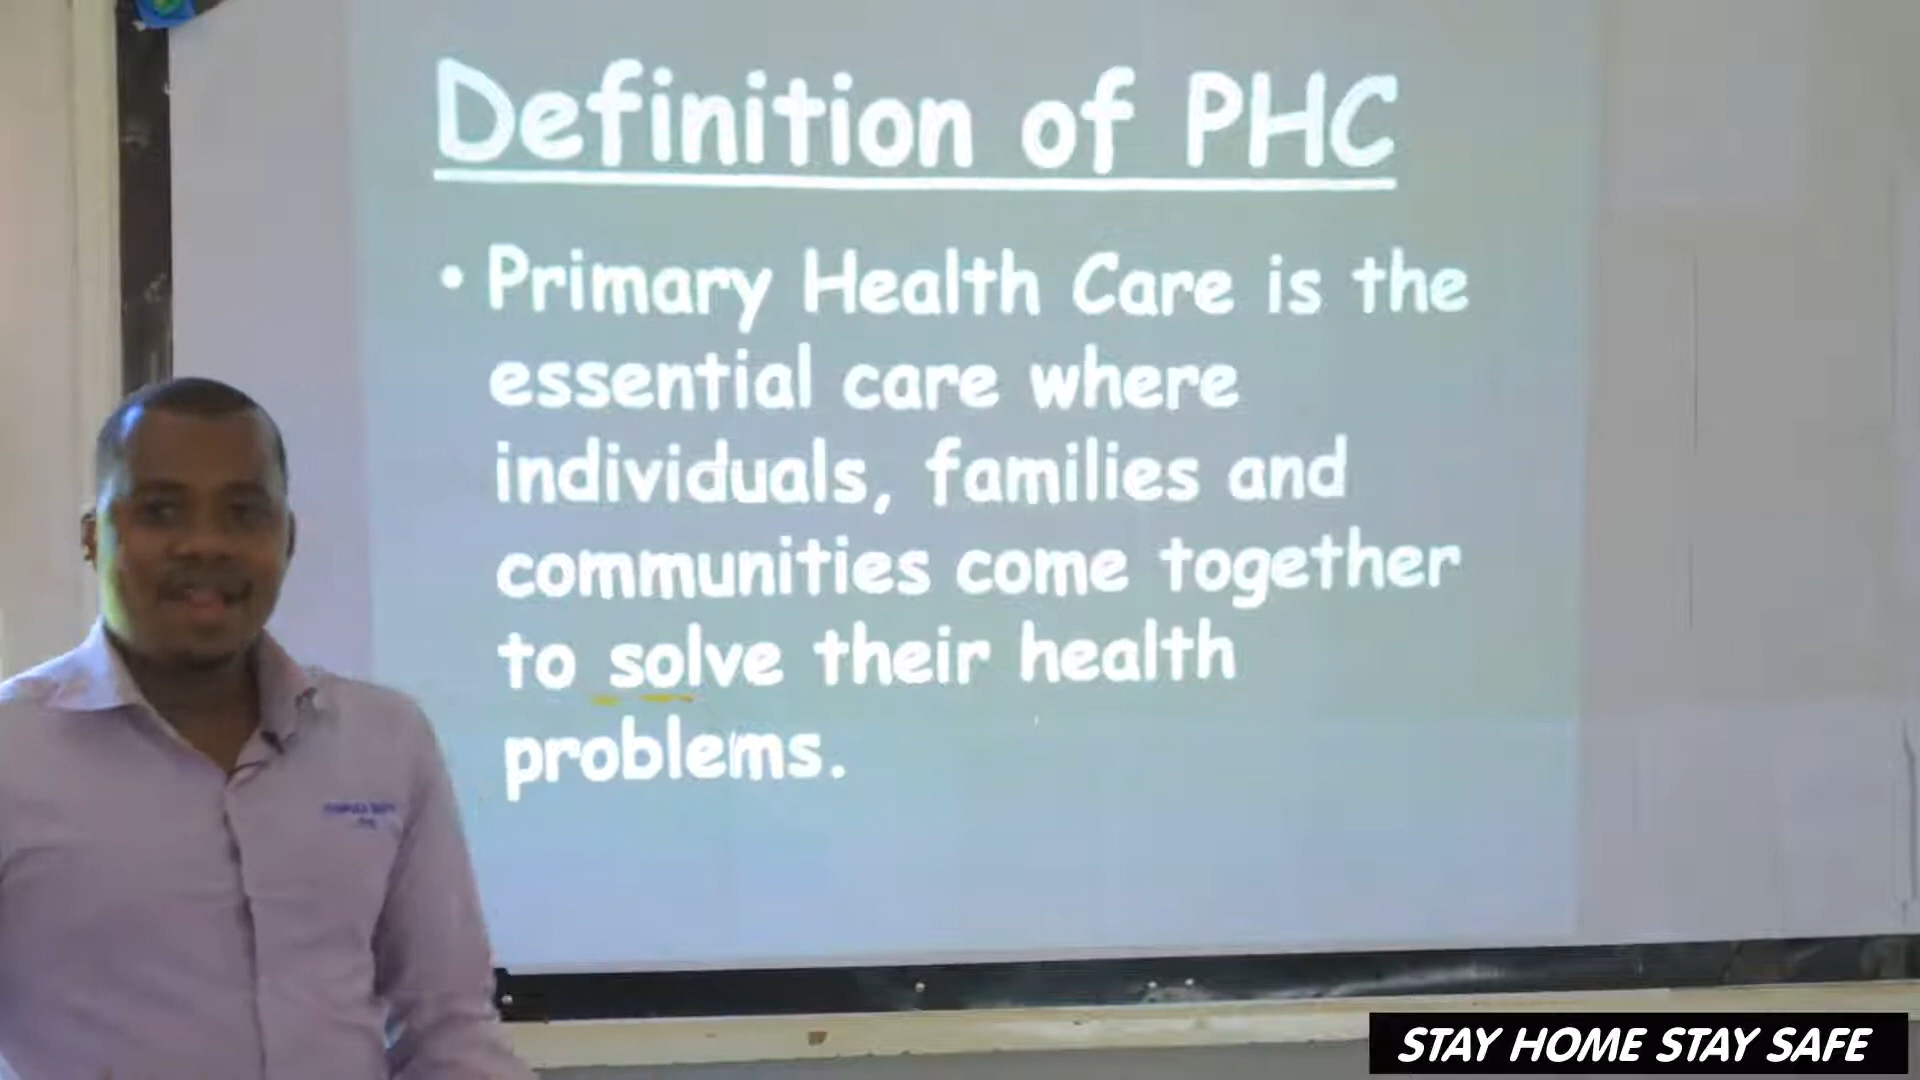 Definition of PHC
• Primary Health Care is the
essential care where
individuals, families and
communities come together
to solve their health
problems.
STAY HOME STAY SAFE